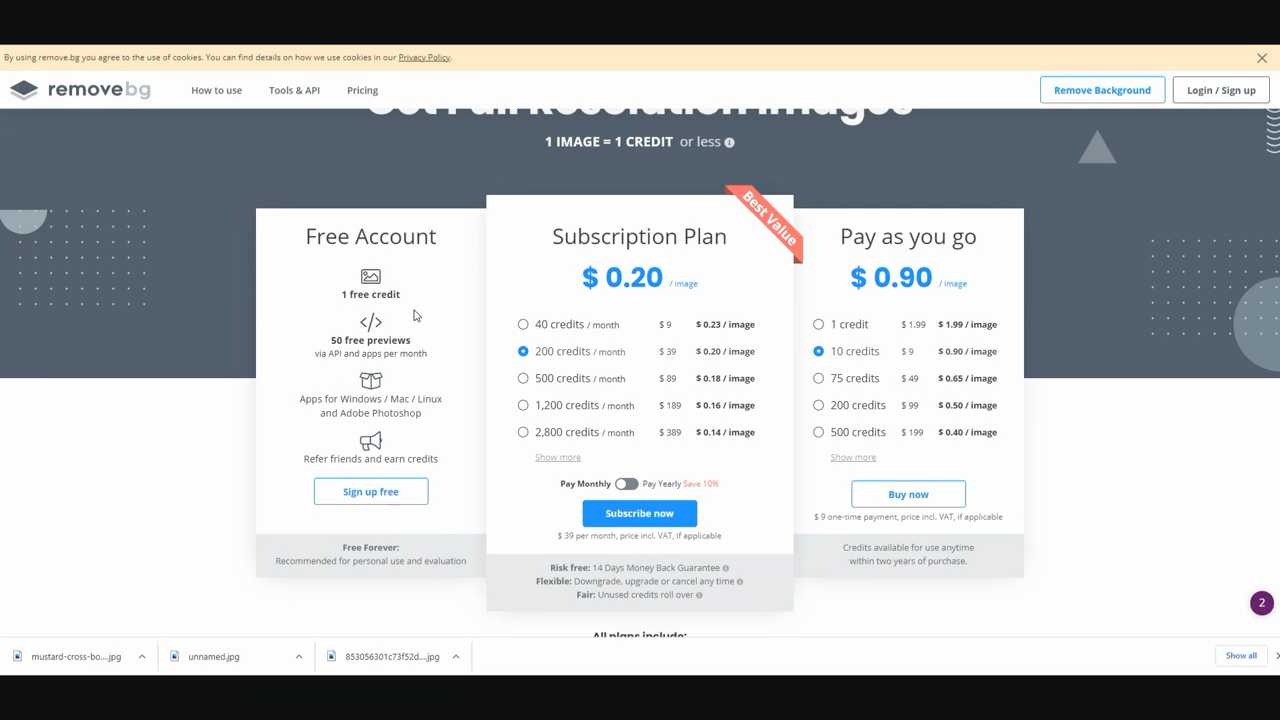 By using remove.bg you agree to the use of cookies. You can find details on how we use cookies in our Privacy Policy.
removebg
How to use
Tools & API
Pricing
Remove Background
Login / Sign up
1 IMAGE = 1 CREDIT or less
Free Account
1 free credit
</>
50 free previews
via API and apps per month
Apps for Windows / Mac / Linux
and Adobe Photoshop
Refer friends and earn credits
Sign up free
Free Forever:
Recommended for personal use and evaluation
Best Value
Subscription Plan
$ 0.20 / image
40 credits / month $ 9 $ 0.23 / image
200 credits / month $ 39 $ 0.20 / image
500 credits / month $ 89 $ 0.18 / image
1,200 credits / month $ 189 $ 0.16 / image
2,800 credits / month $ 389 $ 0.14 / image
Show more
Pay Monthly Pay Yearly Save 10%
Subscribe now
$ 39 per month, price incl. VAT, if applicable
Risk free: 14 Days Money Back Guarantee
Flexible: Downgrade, upgrade or cancel any time
Fair: Unused credits roll over
Pay as you go
$ 0.90 / image
1 credit $ 1.99 $ 1.99 / image
10 credits $ 9 $ 0.90 / image
75 credits $ 49 $ 0.65 / image
200 credits $ 99 $ 0.50 / image
500 credits $ 199 $ 0.40 / image
Show more
Buy now
$ 9 one-time payment, price incl. VAT, if applicable
Credits available for use anytime
within two years of purchase.
2
All plans include:
mustard-cross-bo....jpg
unnamed.jpg
853056301c73f52d....jpg
Show all